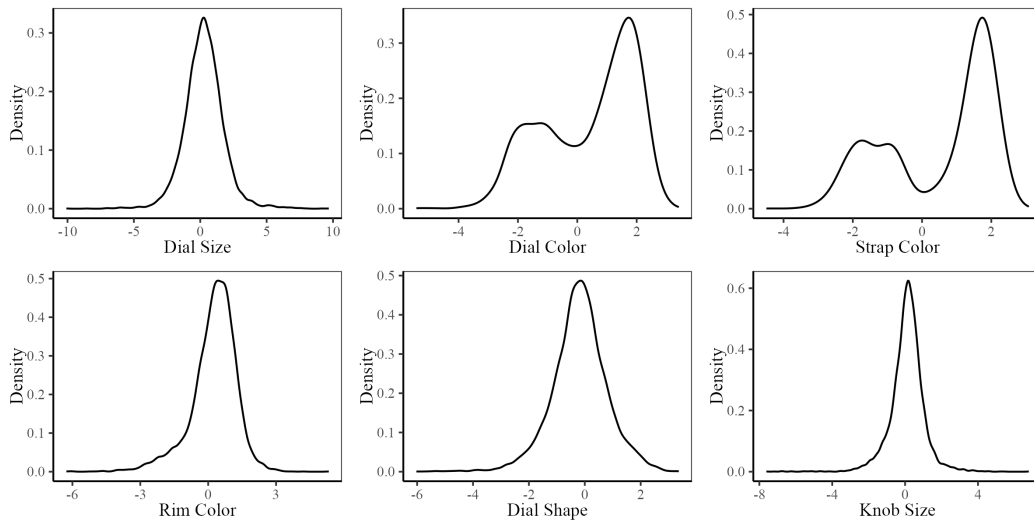 Density
0.3
0.2
0.1
0.0
-10 -5 0 5 10
Dial Size
Density
0.3
0.2
0.1
0.0
-4 -2 0 2
Dial Color
Density
0.5
0.4
0.3
0.2
0.1
0.0
-4 -2 0 2
Strap Color
Density
0.5
0.4
0.3
0.2
0.1
0.0
-6 -3 0 3
Rim Color
Density
0.5
0.4
0.3
0.2
0.1
0.0
-6 -4 -2 0 2
Dial Shape
Density
0.6
0.4
0.2
0.0
-8 -4 0 4
Knob Size